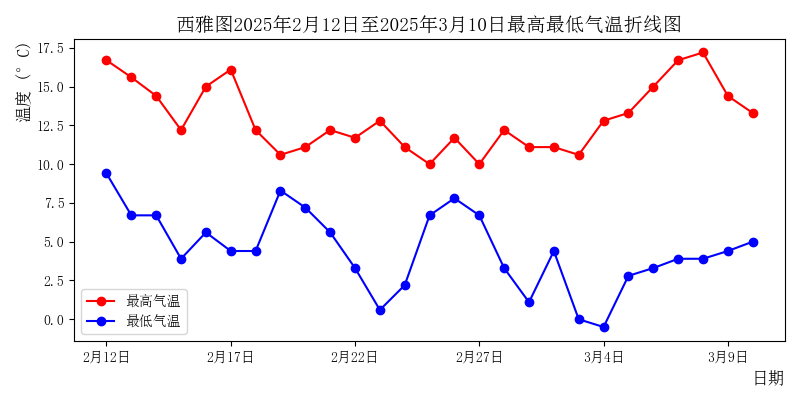 西雅图2025年2月12日至2025年3月10日最高最低气温折线图
温度 (°C)
17.5
15.0
12.5
10.0
7.5
5.0
2.5
0.0
最高气温
最低气温
2月12日 2月17日 2月22日 2月27日 3月4日 3月9日
日期